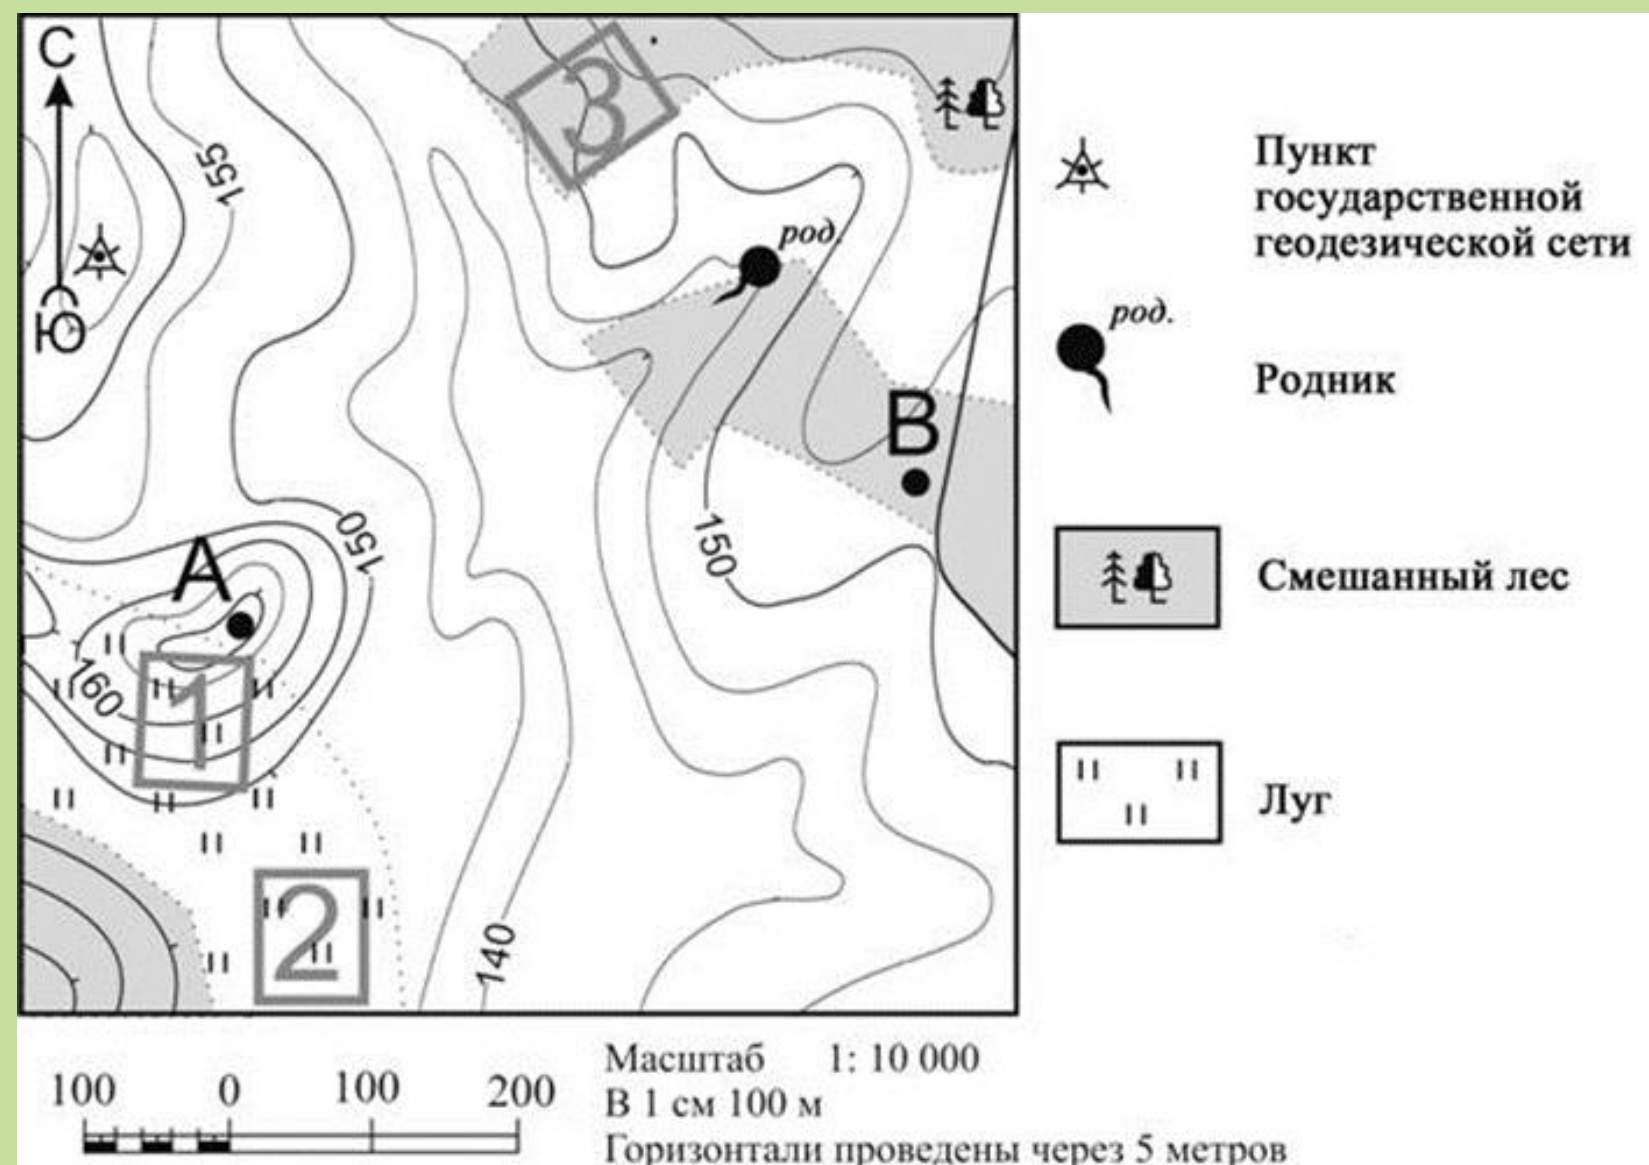 С
Ю
155
3
род.
В
150
150
А
160
1
2
140
Пункт
государственной
геодезической сети
род.
Родник
Смешанный лес
Луг
100 0 100 200
Масштаб 1: 10 000
В 1 см 100 м
Горизонтали проведены через 5 метров